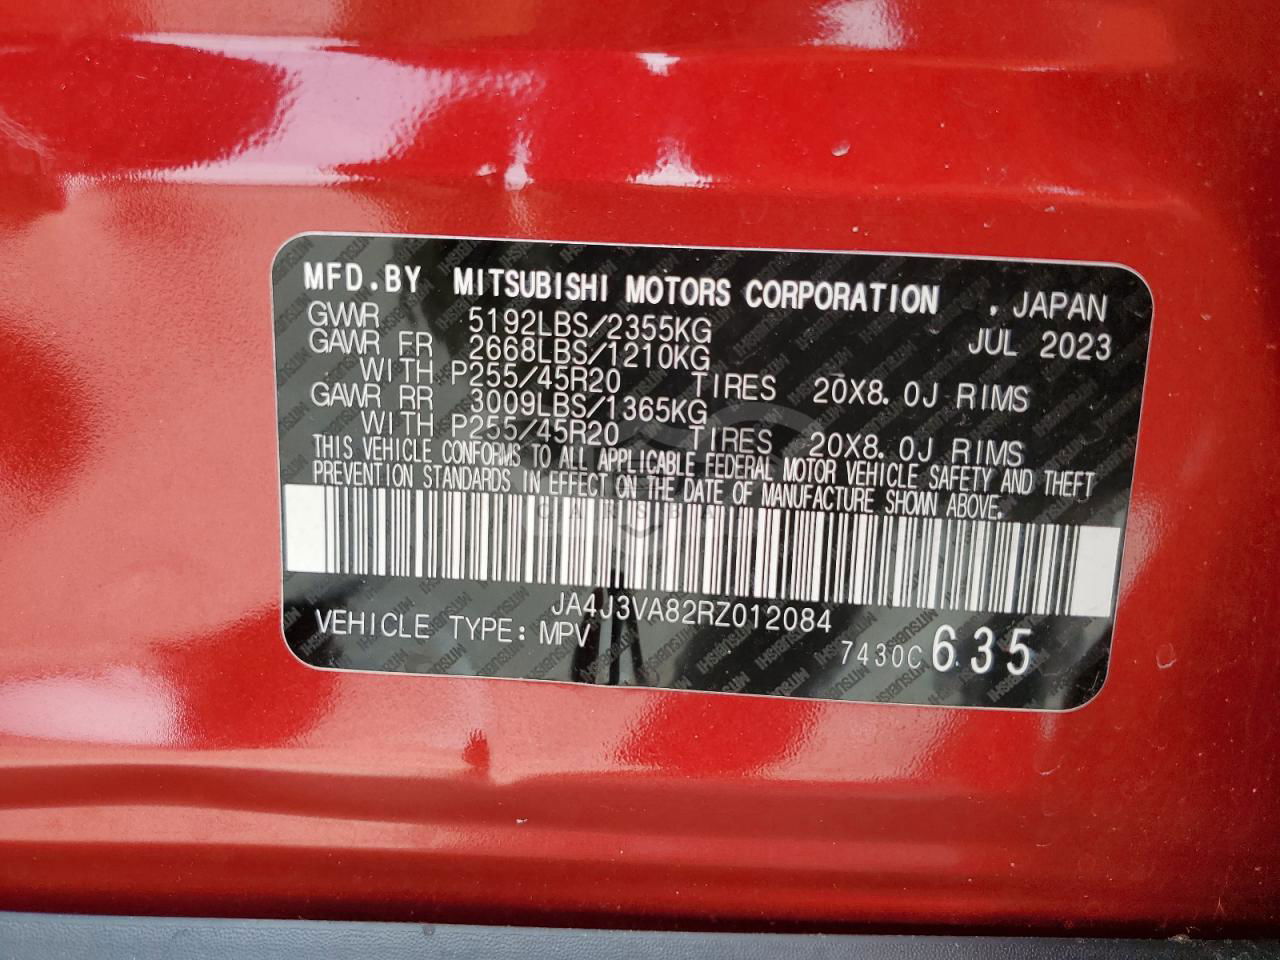 MFD.BY MITSUBISHI MOTORS CORPORATION , JAPAN
GVWR 5192LBS/2355KG JUL 2023
GAWR FR 2668LBS/1210KG
WITH P255/45R20 TIRES 20X8.0J RIMS
GAWR RR 3009LBS/1365KG
WITH P255/45R20 TIRES 20X8.0J RIMS
THIS VEHICLE CONFORMS TO ALL APPLICABLE FEDERAL MOTOR VEHICLE SAFETY AND THEFT
PREVENTION STANDARDS IN EFFECT ON THE DATE OF MANUFACTURE SHOWN ABOVE.
JA4J3VA82RZ012084
VEHICLE TYPE: MPV 7430C 635